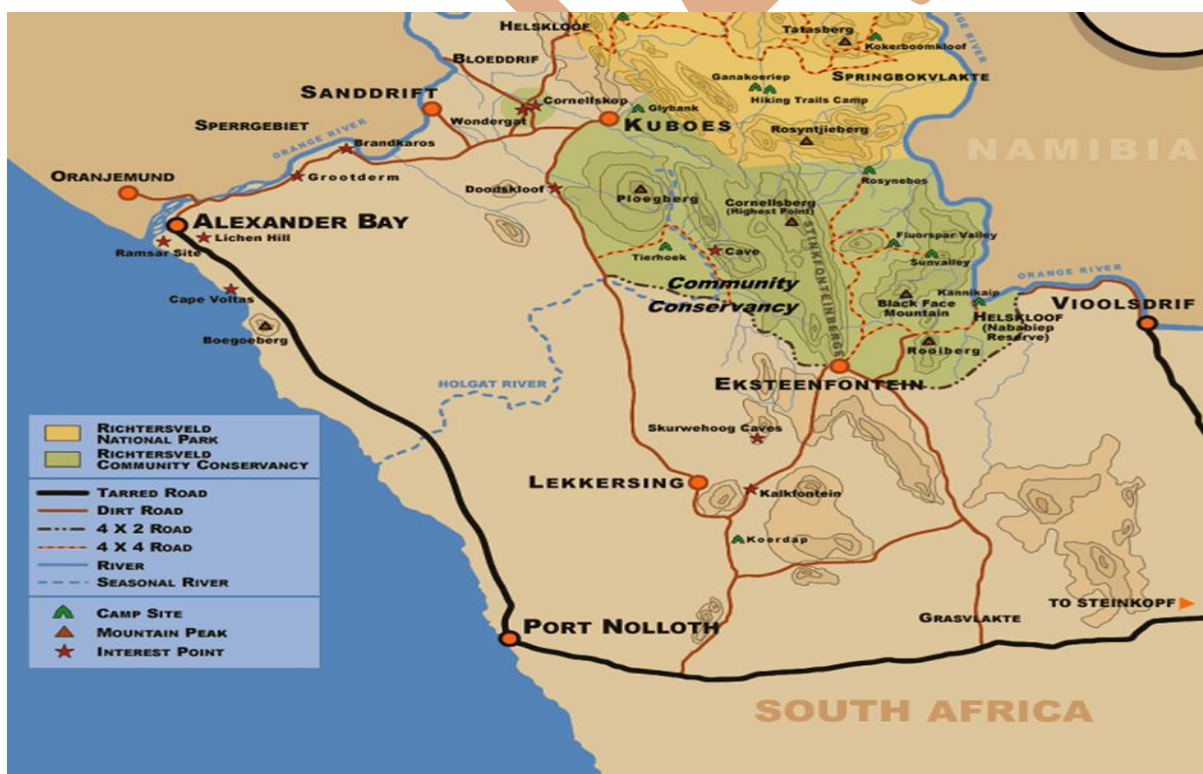 HELSKLOOF
TATASBERG
Kokerboomkloof
ORANGE RIVER
BLOEDDRIF
Ganakoeriep
SPRINGBOKVLAKTE
Hiking Trails Camp
SANDDRIFT
Cornellskop
Glybank
Wondergat
KUBOES
SPERRGEBIET
ORANGE RIVER
Brandkaros
Rosyntjieberg
NAMIBIA
ORANJEMUND
Grootderm
Doodskloof
Ploegberg
Rosynebos
Cornellsberg
(Highest Point)
ALEXANDER BAY
Lichen Hill
Ramsar Site
STINKFONTEINBERGE
Fluorspar Valley
Cave
Tierhoek
Sunvalley
ORANGE RIVER
Community
Conservancy
Cape Voltas
Kannikaip
Black Face
Mountain
VIOOLSDRIF
HELSKLOOF
(Nababiep
Reserve)
Boegoeberg
Rooiberg
HOLGAT RIVER
EKSTEENFONTEIN
Skurwehoog Caves
LEKKERSING
Kalkfontein
Koerdap
RICHTERSVELD
NATIONAL PARK
RICHTERSVELD
COMMUNITY CONSERVANCY
TARRED ROAD
DIRT ROAD
4 X 2 ROAD
4 X 4 ROAD
RIVER
SEASONAL RIVER
CAMP SITE
MOUNTAIN PEAK
INTEREST POINT
TO STEINKOPF
GRASVLAKTE
PORT NOLLOTH
SOUTH AFRICA